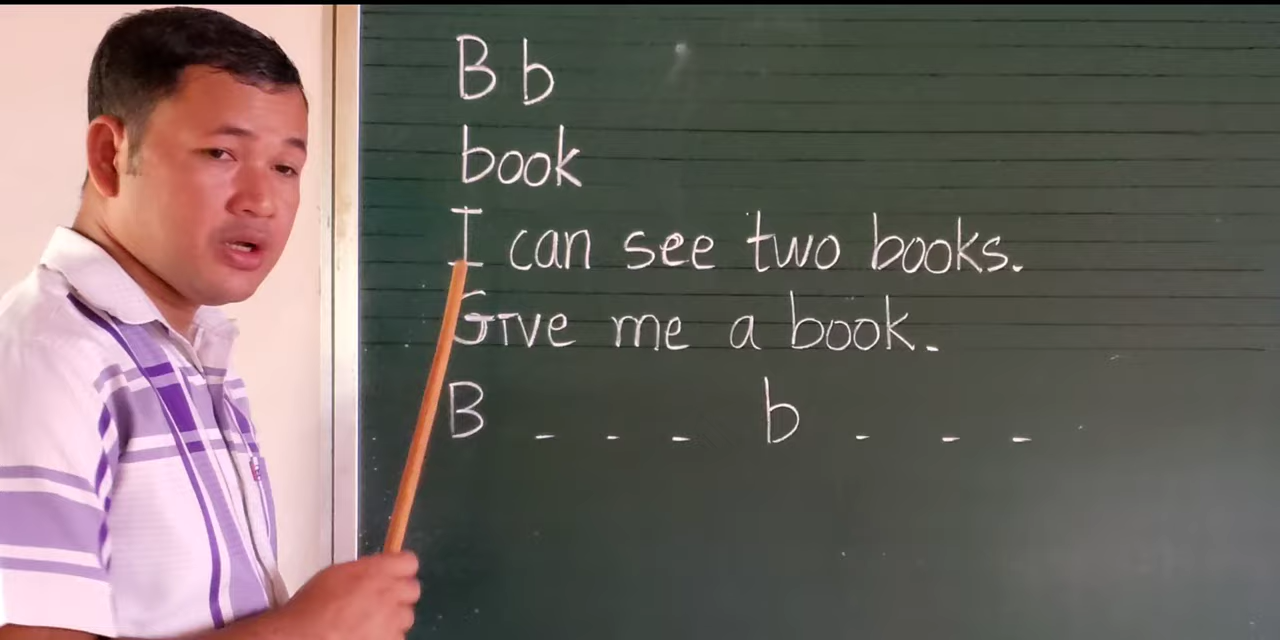 B b
book
I can see two books.
Give me a book.
B _ _ _ b _ _ _